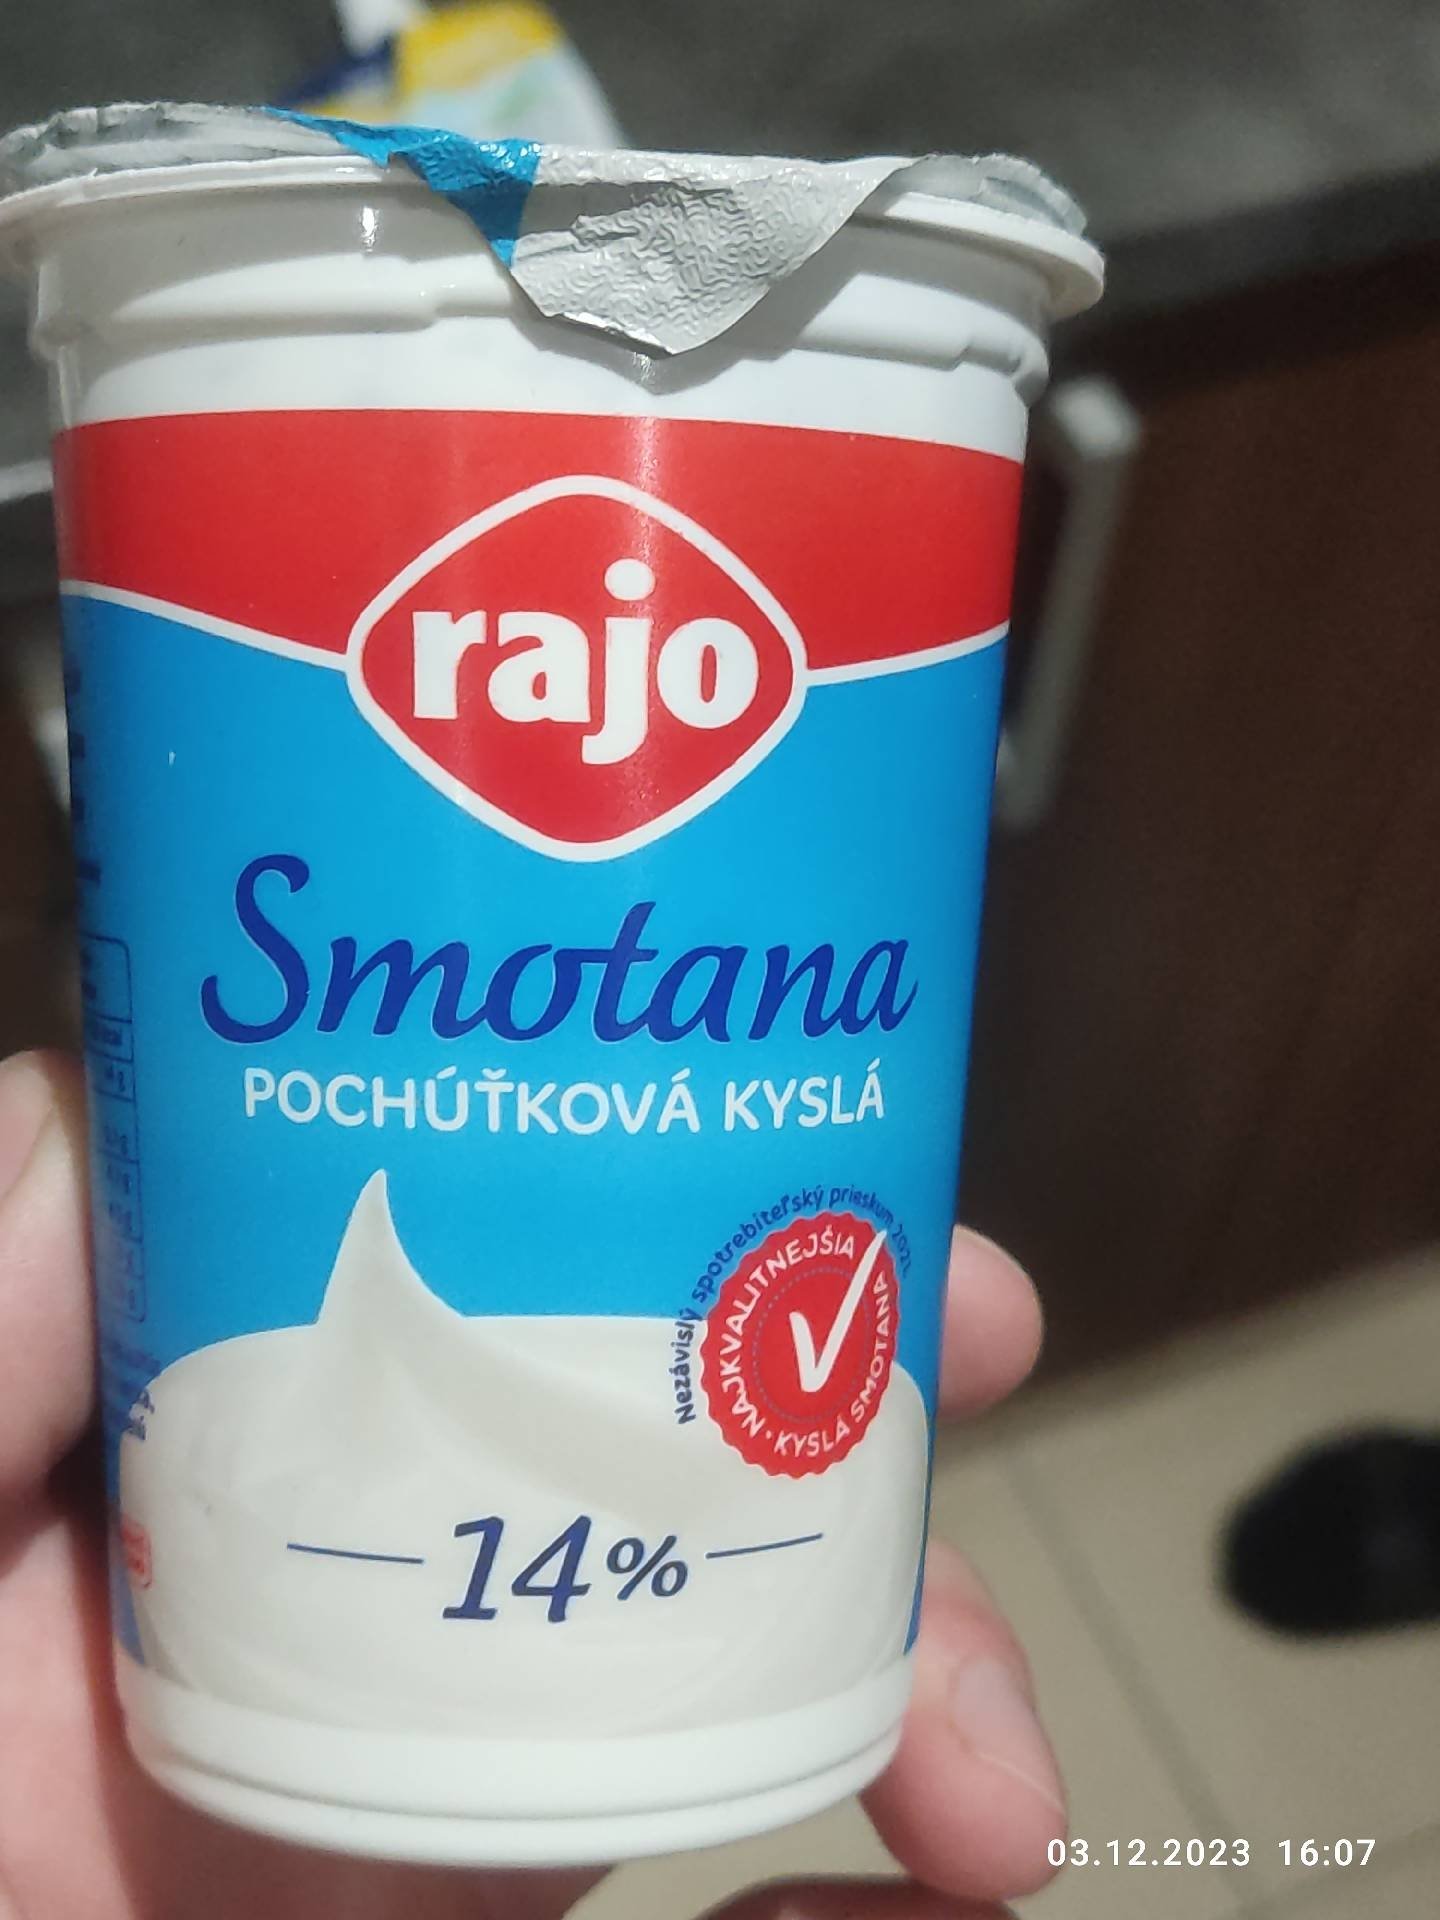 rajo
Smotana
POCHÚŤKOVÁ KYSLÁ
Nezávislý spotrebiteľský prieskum 2021
NAJKVALITNEJŠIA
• KYSLÁ SMOTANA
14%
03.12.2023 16:07